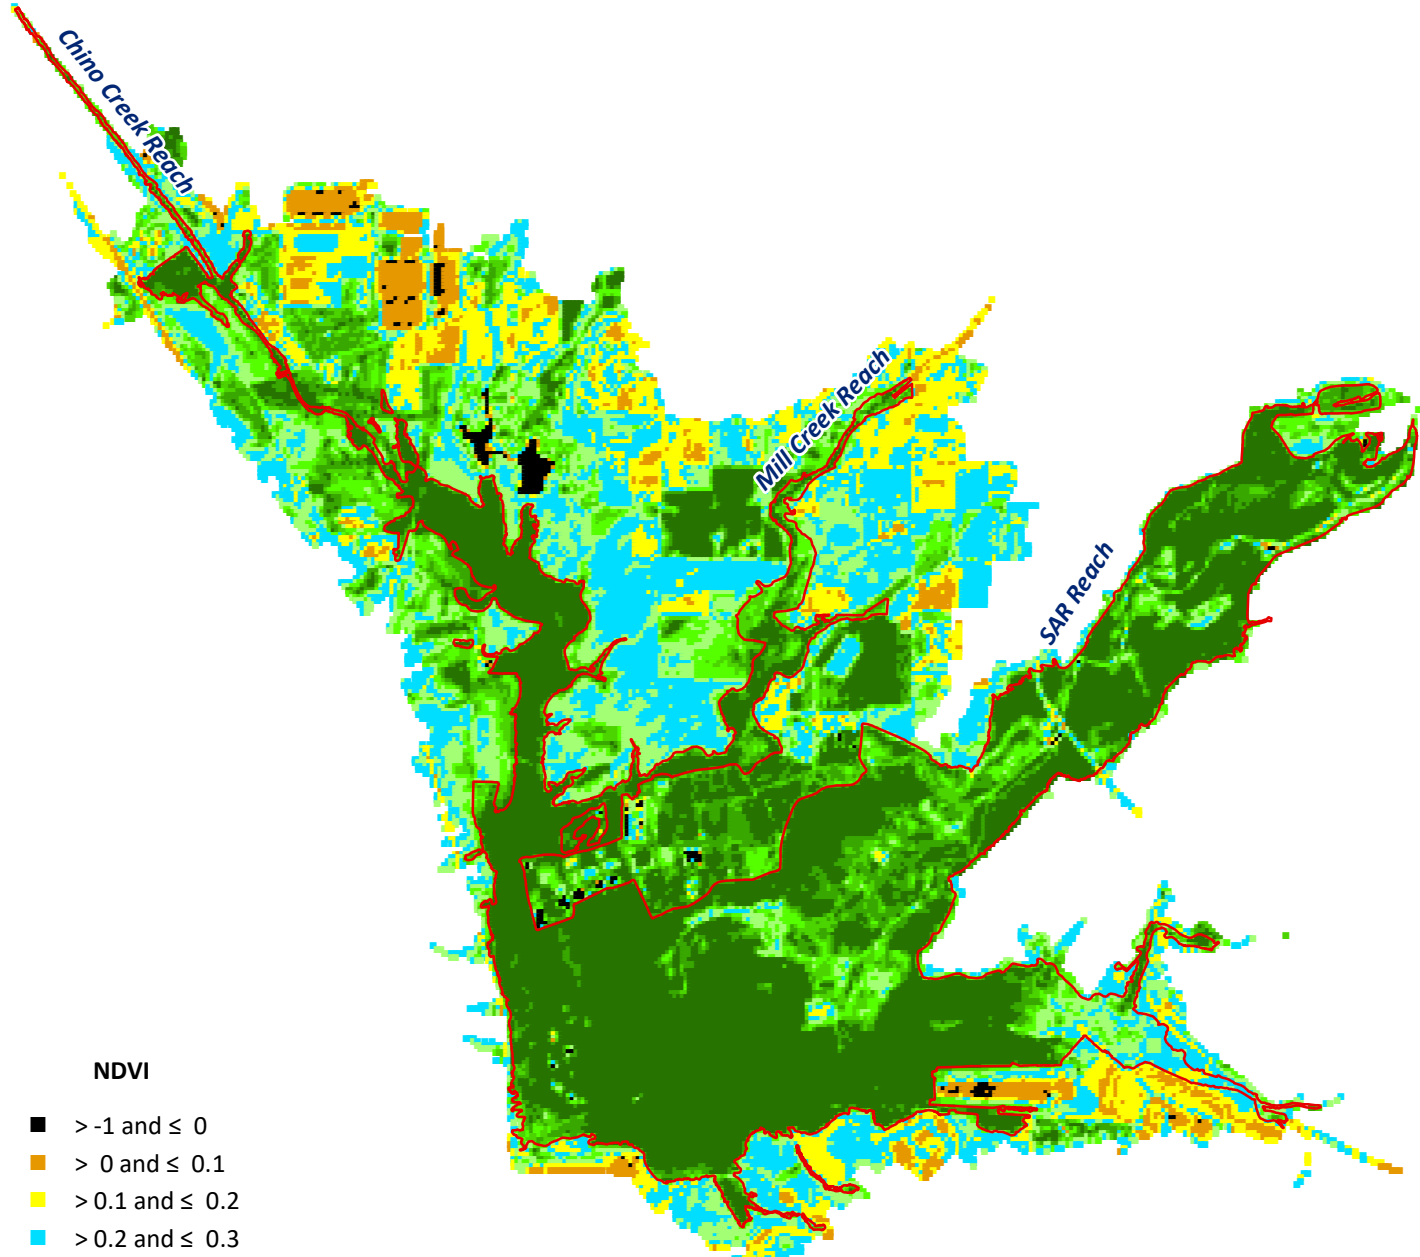 Chino Creek Reach
Mill Creek Reach
SAR Reach
NDVI
> -1 and ≤ 0
> 0 and ≤ 0.1
> 0.1 and ≤ 0.2
> 0.2 and ≤ 0.3